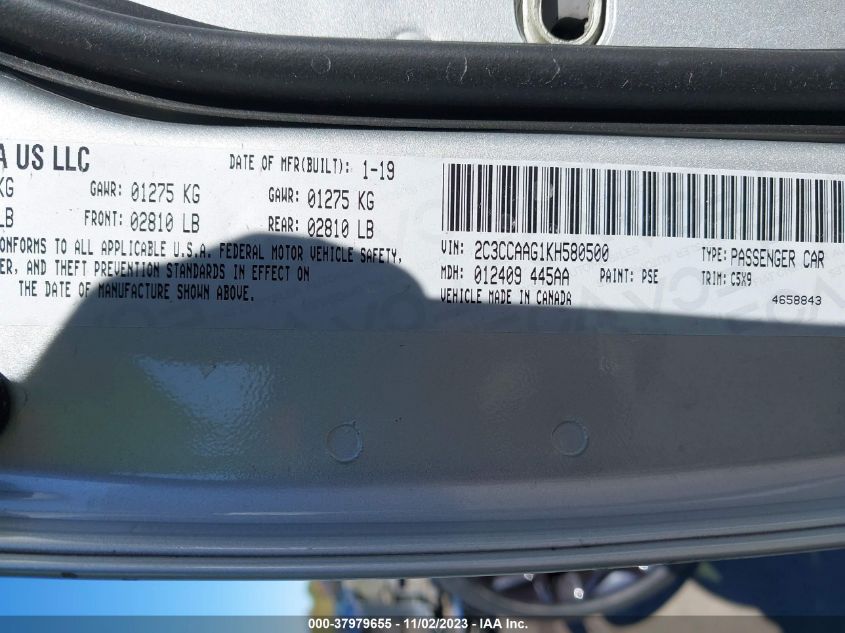 A US LLC
DATE OF MFR(BUILT): 1-19
KG GAWR: 01275 KG GAWR: 01275 KG
LB FRONT: 02810 LB REAR: 02810 LB
CONFORMS TO ALL APPLICABLE U.S.A. FEDERAL MOTOR VEHICLE SAFETY,
ER, AND THEFT PREVENTION STANDARDS IN EFFECT ON
THE DATE OF MANUFACTURE SHOWN ABOVE.
VIN: 2C3CCAAG1KH580500 TYPE: PASSENGER CAR
MDH: 012409 445AA PAINT: PSE TRIM: C5X9
VEHICLE MADE IN CANADA 4658843
000-37979655 - 11/02/2023 - IAA Inc.